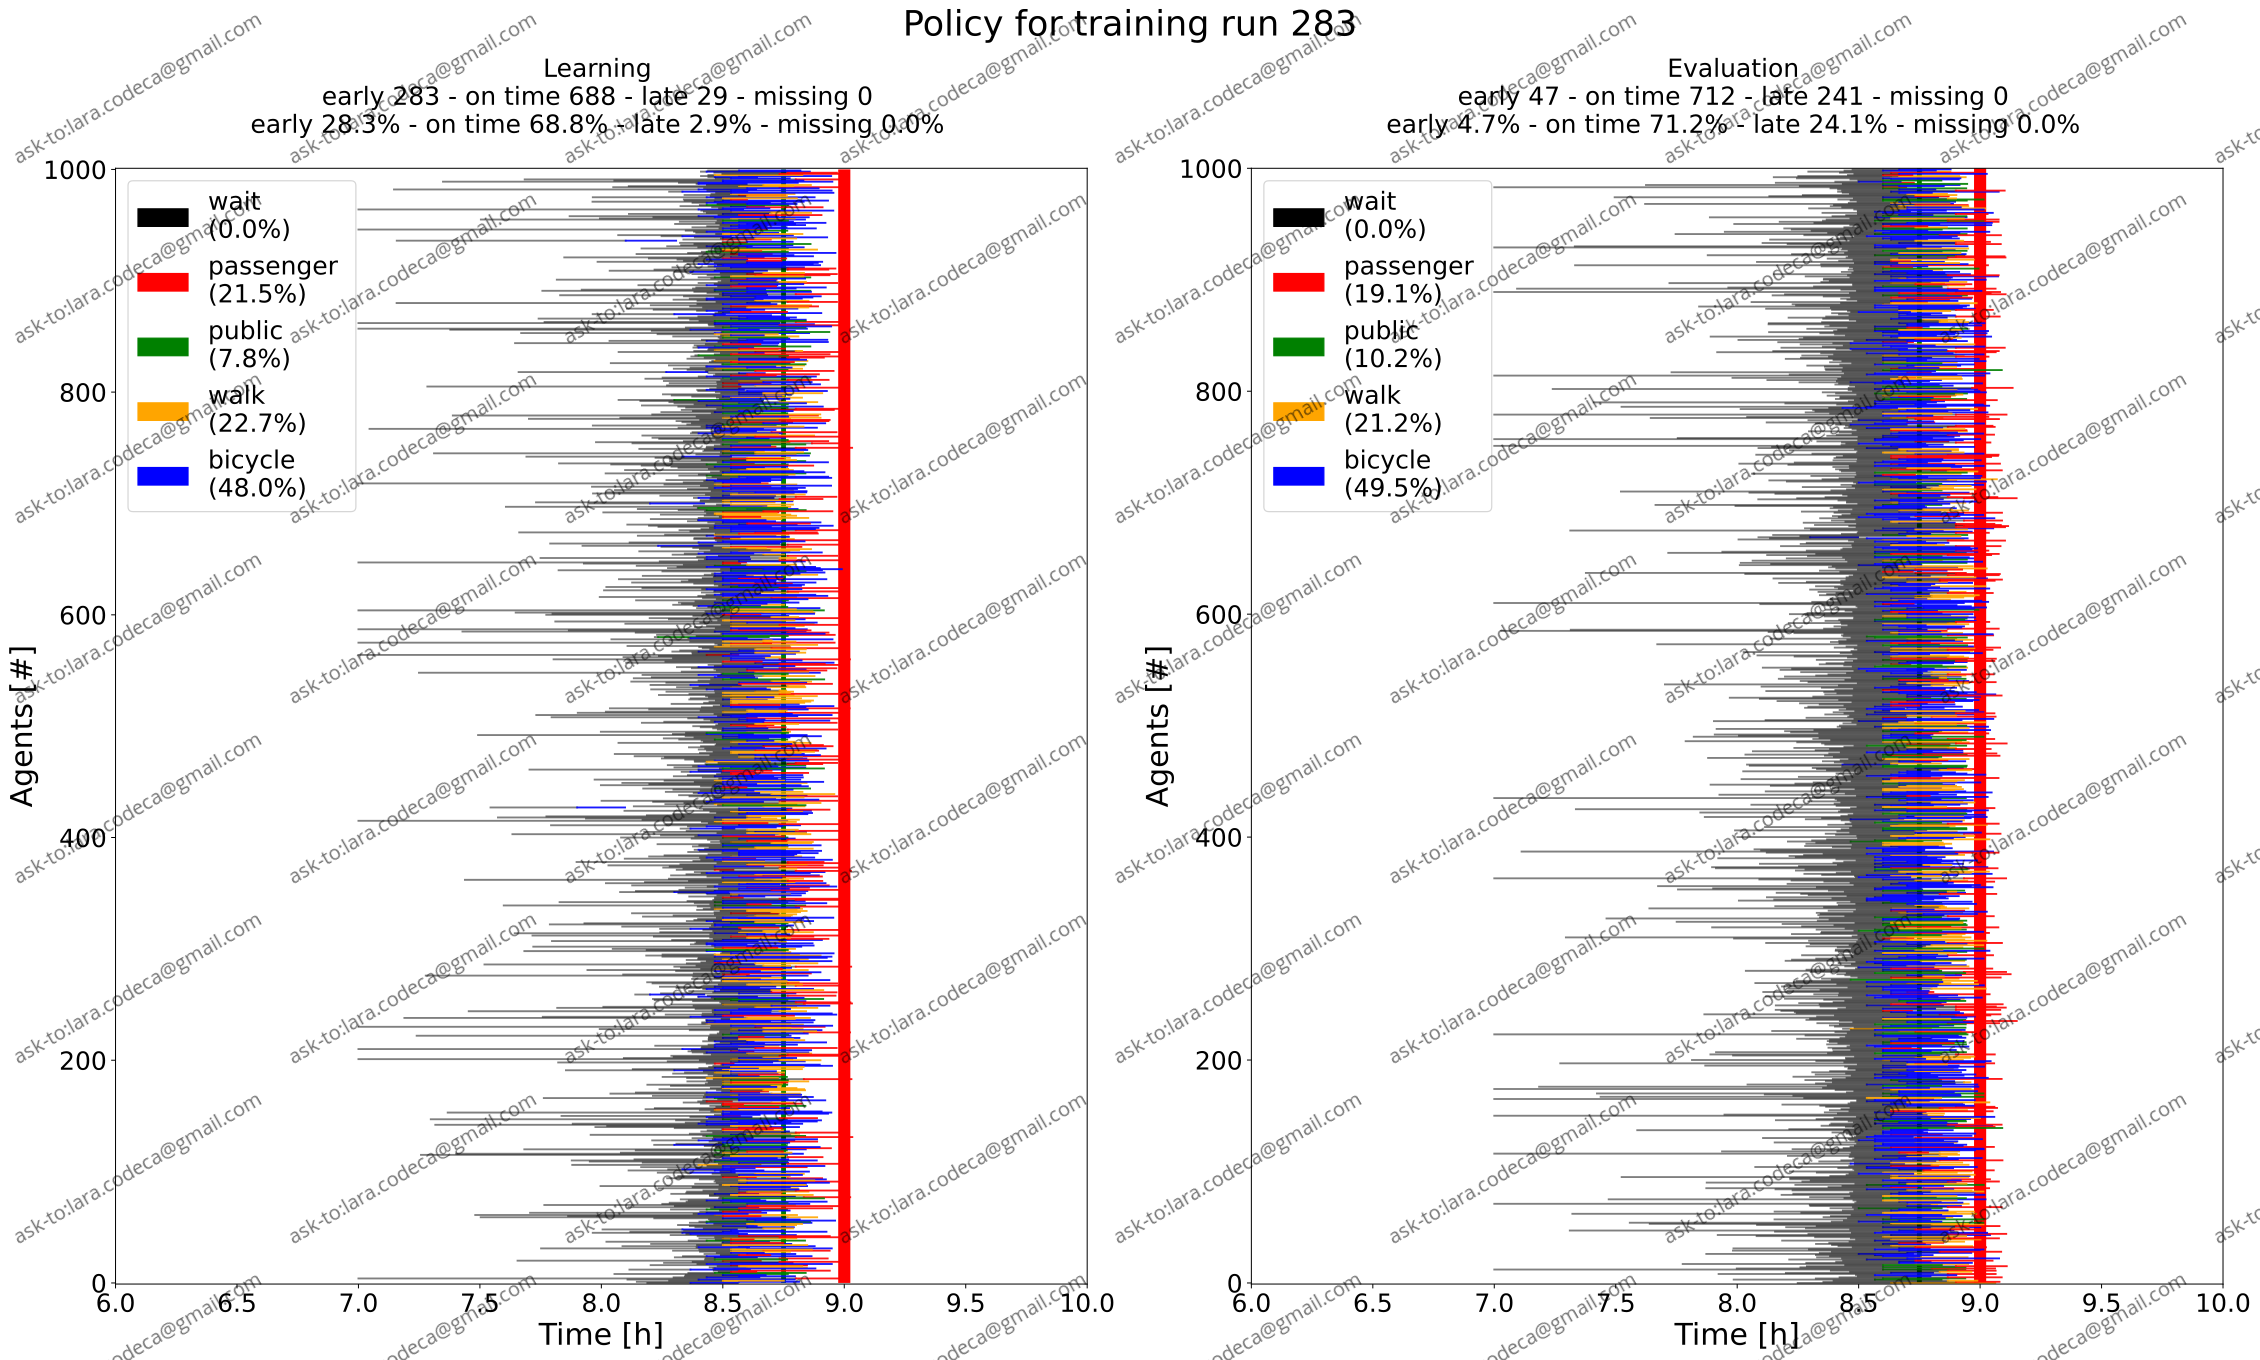 Policy for training run 283
Learning
early 283 - on time 688 - late 29 - missing 0
early 28.3% - on time 68.8% - late 2.9% - missing 0.0%
1000
800
600
400
200
0
Agents [#]
wait
(0.0%)
passenger
(21.5%)
public
(7.8%)
walk
(22.7%)
bicycle
(48.0%)
6.0 6.5 7.0 7.5 8.0 8.5 9.0 9.5 10.0
Time [h]
Evaluation
early 47 - on time 712 - late 241 - missing 0
early 4.7% - on time 71.2% - late 24.1% - missing 0.0%
1000
800
600
400
200
0
Agents [#]
wait
(0.0%)
passenger
(19.1%)
public
(10.2%)
walk
(21.2%)
bicycle
(49.5%)
6.0 6.5 7.0 7.5 8.0 8.5 9.0 9.5 10.0
Time [h]
ask-to:lara.codeca@gmail.com